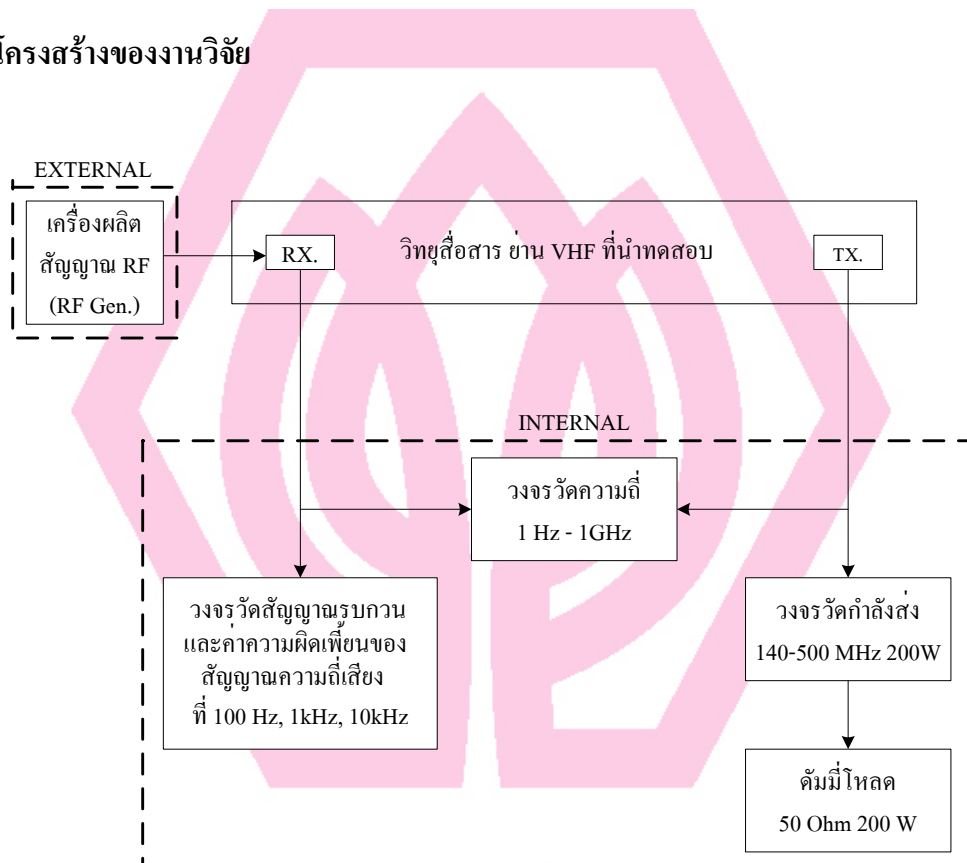 โครงสร้างของงานวิจัย
EXTERNAL
เครื่องผลิต
สัญญาณ RF
(RF Gen.)
RX.
วิทยุสื่อสาร ย่าน VHF ที่นำทดสอบ
TX.
INTERNAL
วงจรวัดความถี่
1 Hz - 1GHz
วงจรวัดสัญญาณรบกวน
และค่าความผิดเพี้ยนของ
สัญญาณความถี่เสียง
ที่ 100 Hz, 1kHz, 10kHz
วงจรวัดกำลังส่ง
140-500 MHz 200W
ดัมมี่โหลด
50 Ohm 200 W